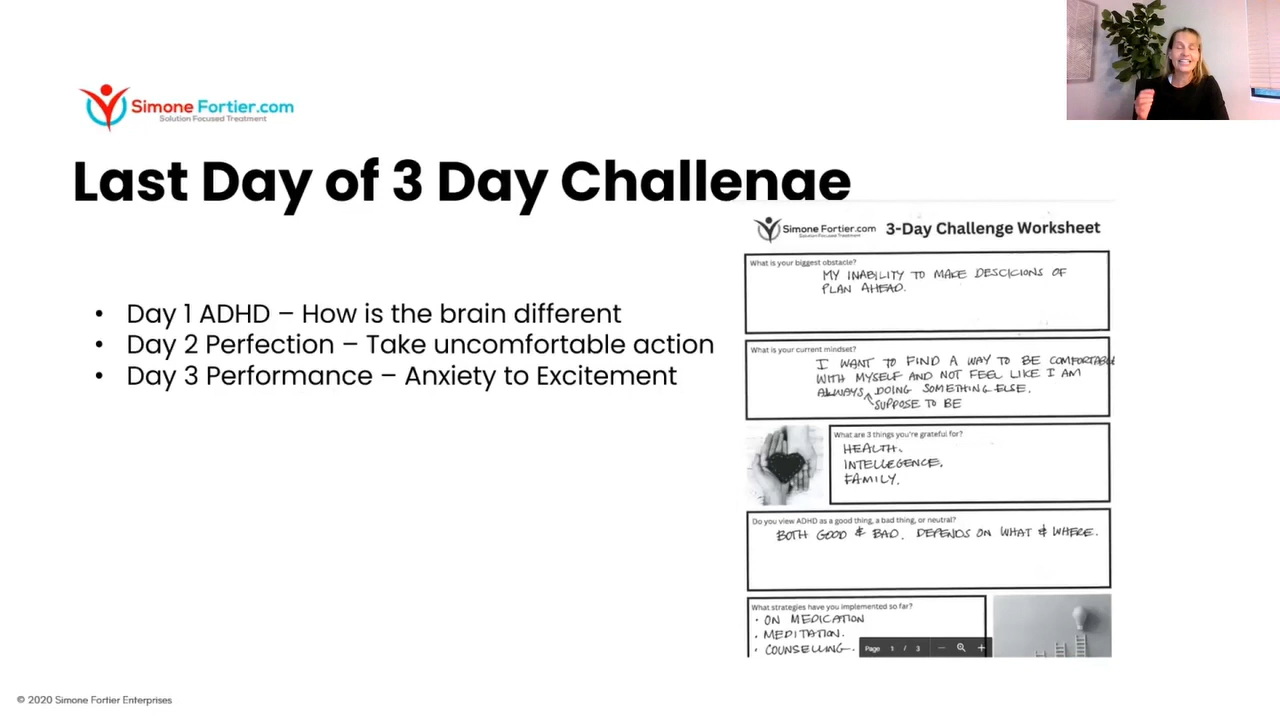 SimoneFortier.com
Solution Focused Treatment
Last Day of 3 Day Challenge
• Day 1 ADHD – How is the brain different
• Day 2 Perfection – Take uncomfortable action
• Day 3 Performance – Anxiety to Excitement
Simone Fortier.com
Solution Focused Treatment
3-Day Challenge Worksheet
What is your biggest obstacle?
MY INABILITY TO MAKE DESCICIONS OF
PLAN AHEAD.
What is your current mindset?
I WANT TO FIND A WAY TO BE COMFORTABLE
WITH MYSELF AND NOT FEEL LIKE I AM
ALWAYS DOING SOMETHING ELSE.
SUPPOSE TO BE
What are 3 things you're grateful for?
HEALTH.
INTELLEGENCE.
FAMILY.
Do you view ADHD as a good thing, a bad thing, or neutral?
BOTH GOOD & BAD. DEPENDS ON WHAT & WHERE.
What strategies have you implemented so far?
• ON MEDICATION
• MEDITATION.
• COUNSELLING.
Page 1 / 3 — +
© 2020 Simone Fortier Enterprises